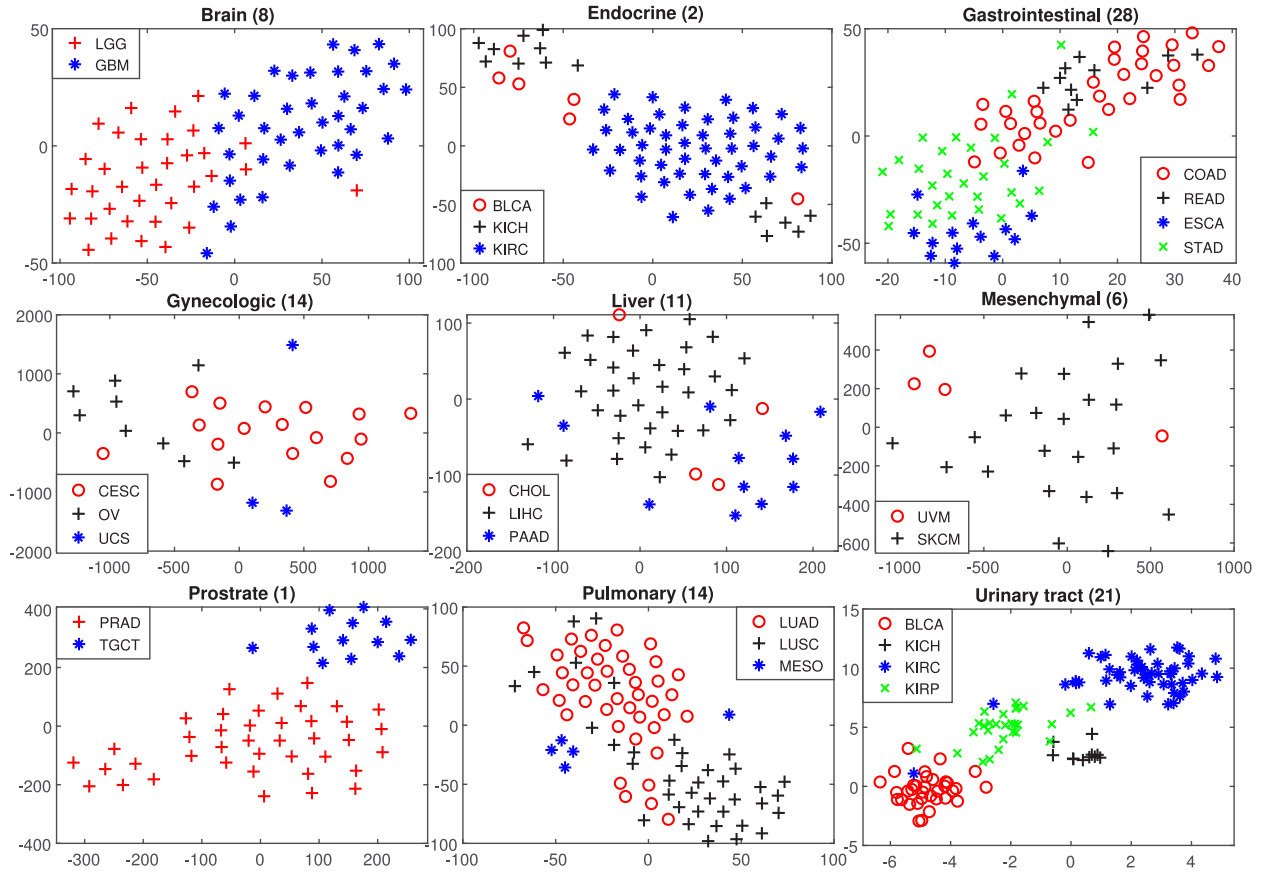 Brain (8)
50
0
-50
-100
-50
0
50
100
LGG
GBM
Endocrine (2)
100
50
0
-50
-100
-100
-50
0
50
100
BLCA
KICH
KIRC
Gastrointestinal (28)
50
0
-50
-20
-10
0
10
20
30
40
COAD
READ
ESCA
STAD
Gynecologic (14)
2000
1000
0
-1000
-2000
-1000
-500
0
500
1000
CESC
OV
UCS
Liver (11)
100
0
-100
-200
-200
-100
0
100
200
CHOL
LIHC
PAAD
Mesenchymal (6)
400
200
0
-200
-400
-600
-1000
-500
0
500
1000
UVM
SKCM
Prostrate (1)
400
200
0
-200
-400
-300
-200
-100
0
100
200
PRAD
TGCT
Pulmonary (14)
100
50
0
-50
-100
-100
-50
0
50
100
LUAD
LUSC
MESO
Urinary tract (21)
15
10
5
0
-5
-6
-4
-2
0
2
4
BLCA
KICH
KIRC
KIRP